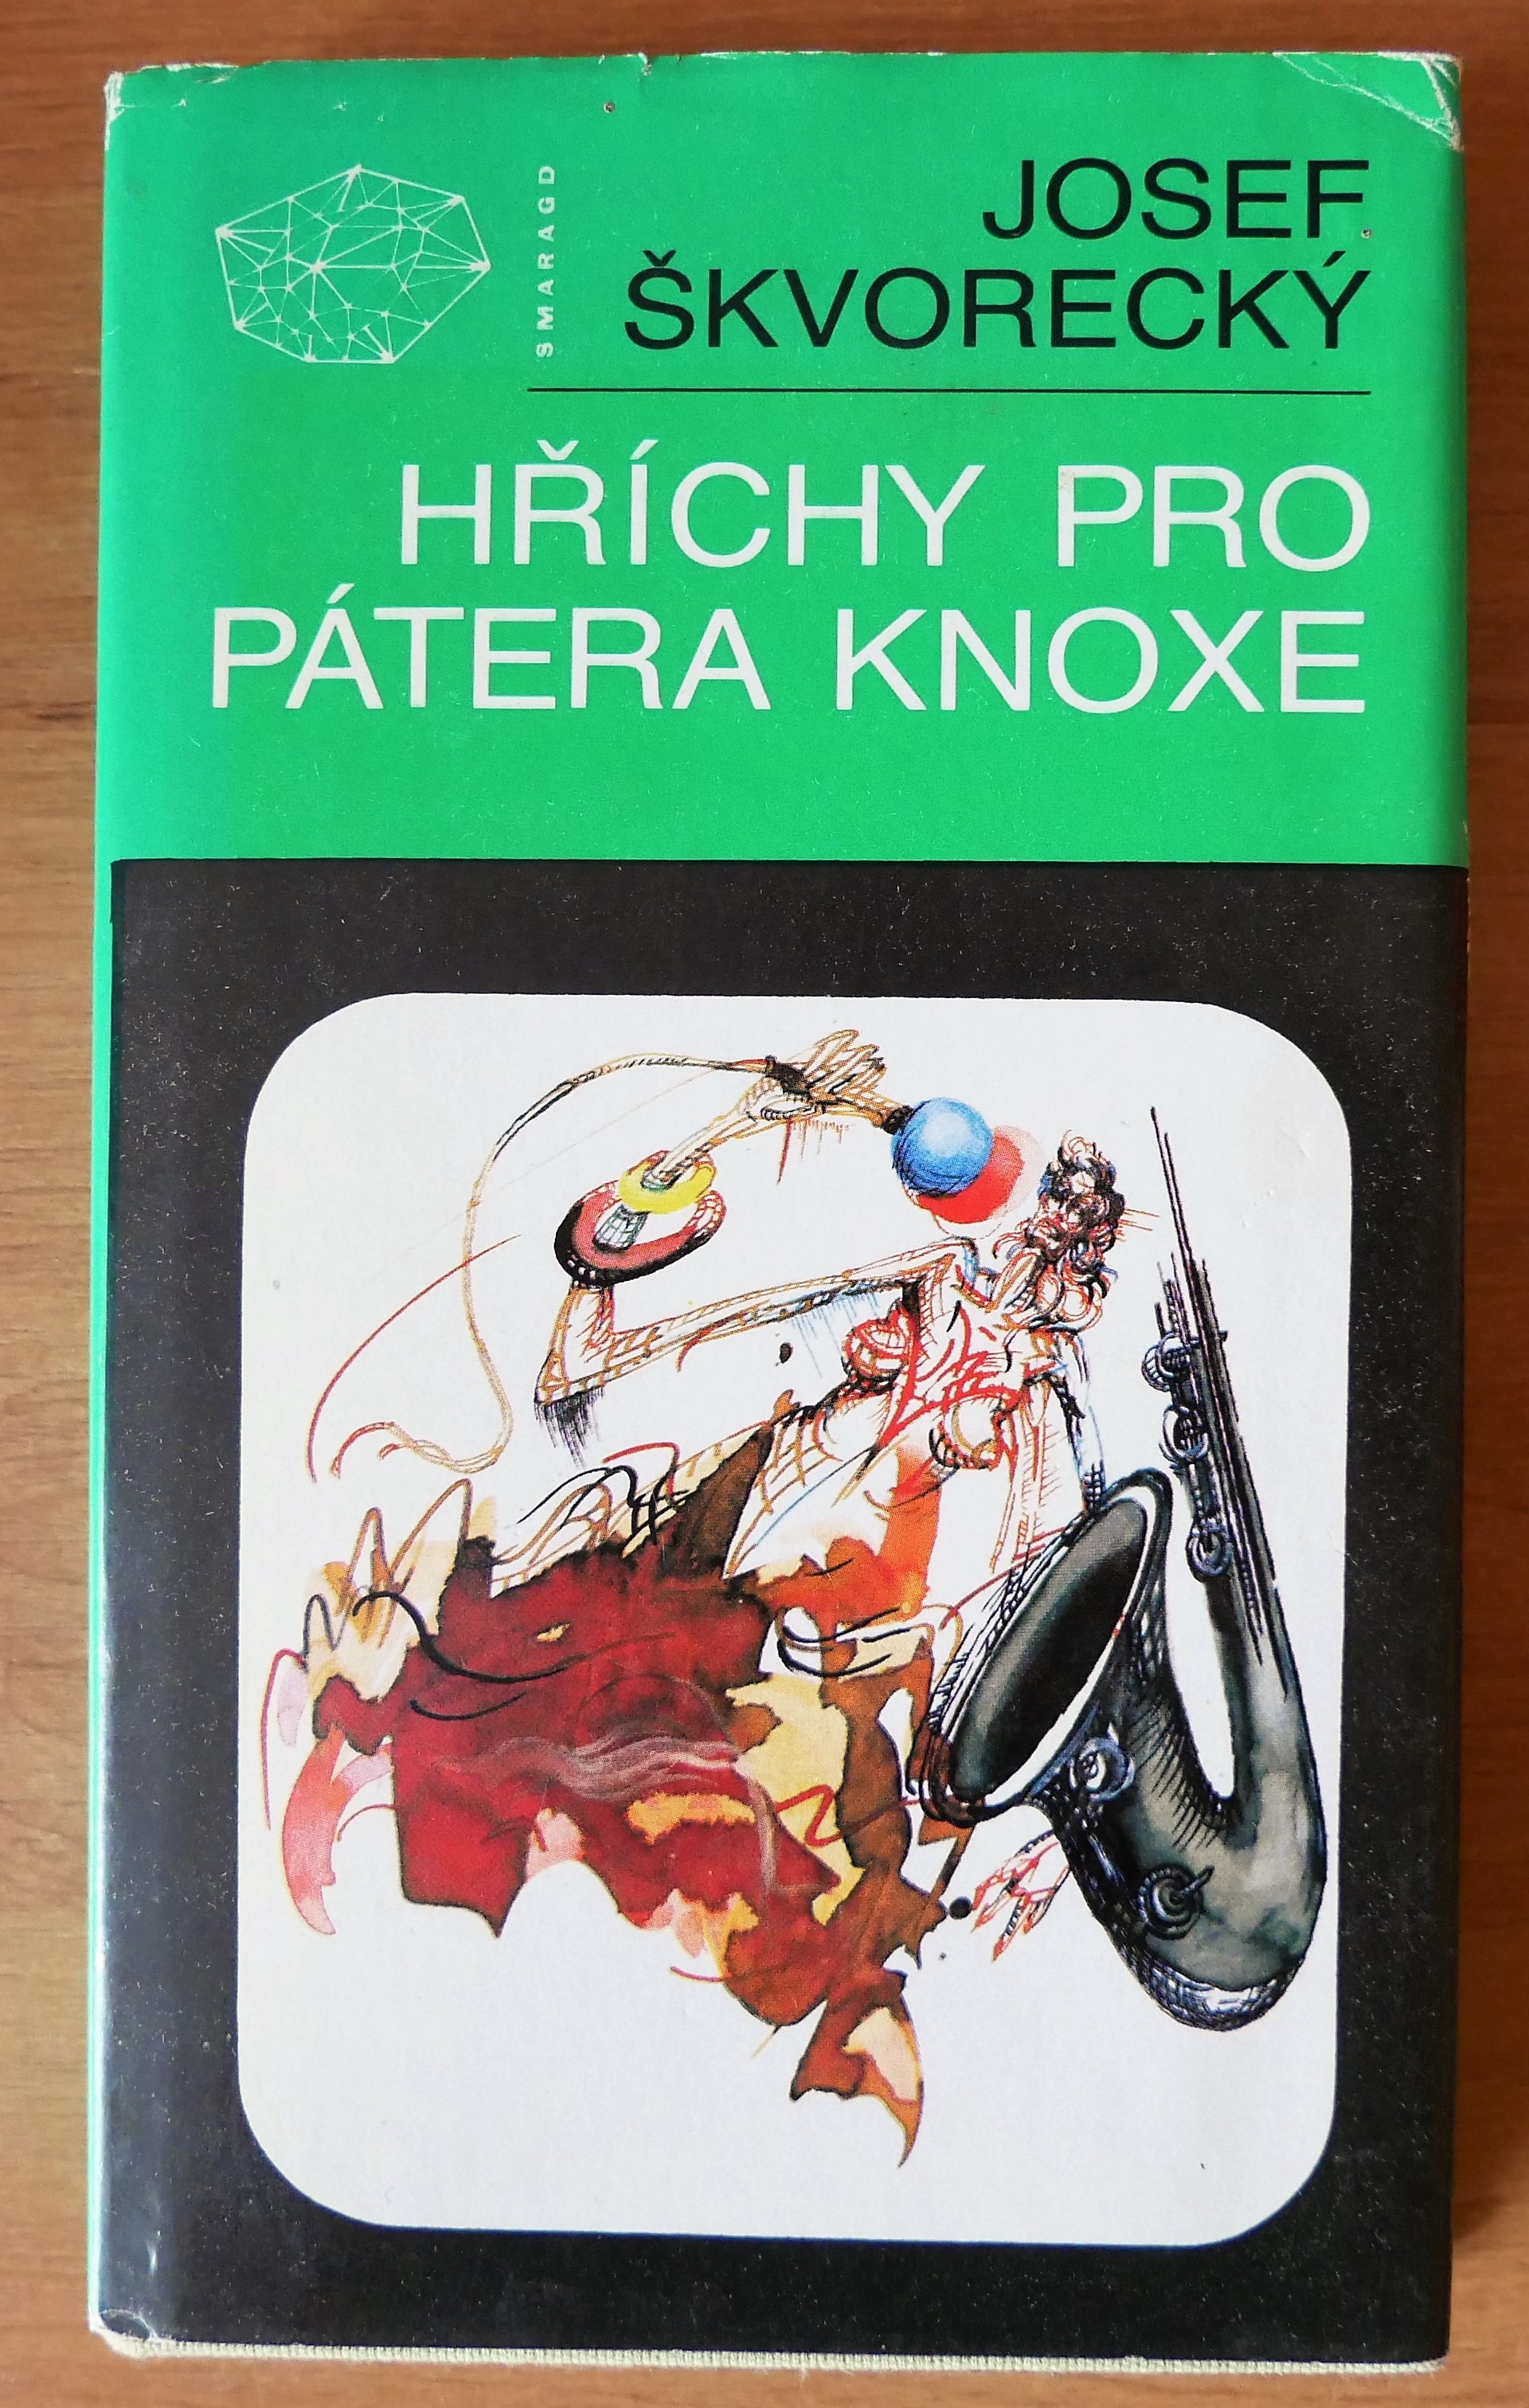 SMARAGD
JOSEF
ŠKVORECKÝ
HŘÍCHY PRO
PÁTERA KNOXE